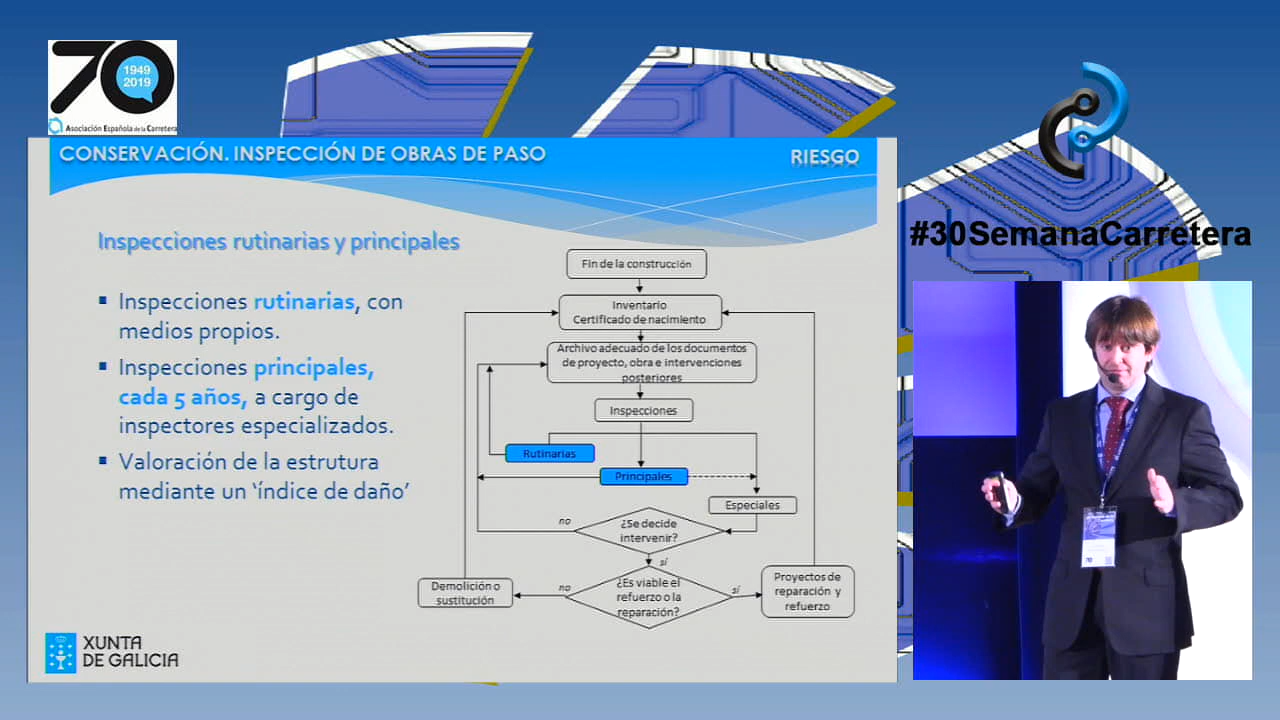 1949
2019
Asociación Española de la Carretera
CONSERVACIÓN. INSPECCIÓN DE OBRAS DE PASO
RIESGO
#30SemanaCarretera
Inspecciones rutinarias y principales
Inspecciones rutinarias, con
medios propios.
Inspecciones principales,
cada 5 años, a cargo de
inspectores especializados.
Valoración de la estrutura
mediante un ‘índice de daño’
Fin de la construcción
Inventario
Certificado de nacimiento
Archivo adecuado de los documentos
de proyecto, obra e intervenciones
posteriores
Inspecciones
Rutinarias
Principales
Especiales
no
¿Se decide
intervenir?
sí
Demolición o
sustitución
no
¿Es viable el
refuerzo o la
reparación?
sí
Proyectos de
reparación y
refuerzo
XUNTA
DE GALICIA
70